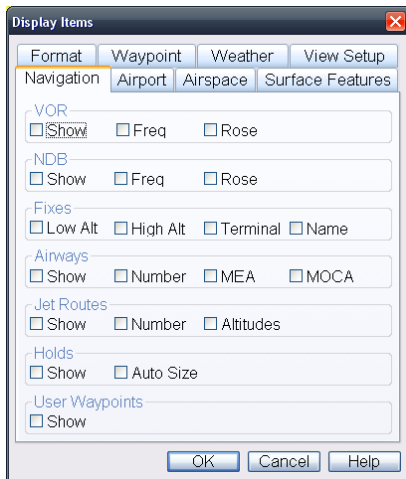 Display Items
Format Waypoint Weather View Setup
Navigation Airport Airspace Surface Features
VOR
Show Freq Rose
NDB
Show Freq Rose
Fixes
Low Alt High Alt Terminal Name
Airways
Show Number MEA MOCA
Jet Routes
Show Number Altitudes
Holds
Show Auto Size
User Waypoints
Show
OK Cancel Help